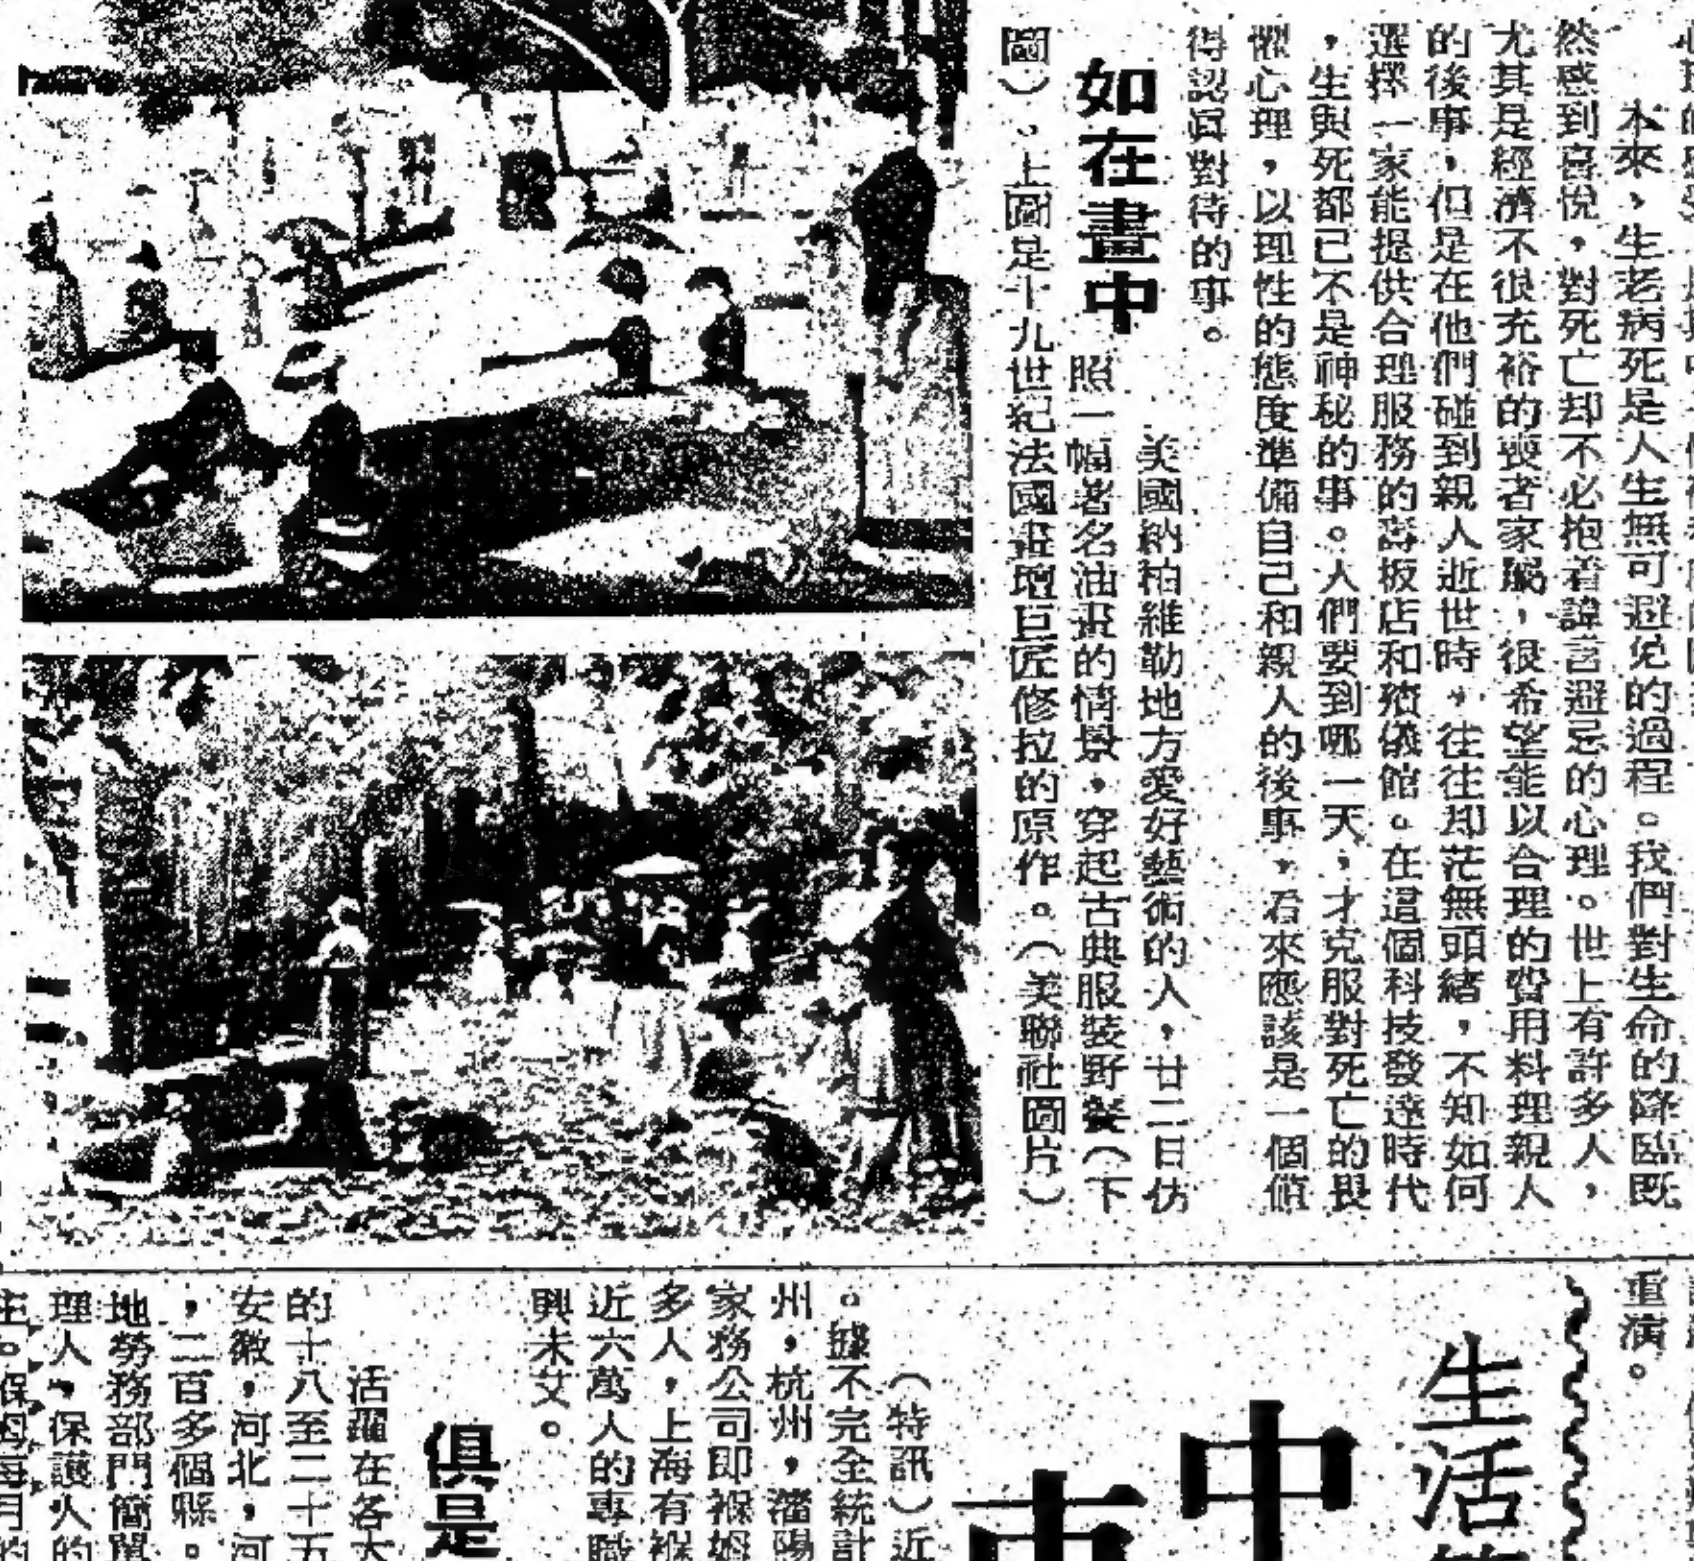 本來，生老病死是人生無可避免的過程。我們對生命的降臨既
然感到喜悅，對死亡却不必抱着諱言避忌的心理。世上有許多人，
尤其是經濟不很充裕的喪者家屬，很希望能以合理的費用料理親人
的後事，但是在他們碰到親人近世時，往往却茫無頭緒，不知如何
選擇一家能提供合理服務的壽板店和殯儀館。在這個科技發達時代
，生與死都已不是神秘的事。人們要到哪一天，才克服對死亡的畏
懼心理，以理性的態度準備自己和親人的後事，看來應該是一個值
得認眞對待的事。
如在畫中
美國納柏維勒地方愛好藝術的人，廿二日仿
照一幅著名油畫的情景，穿起古典服裝野餐（下
圖）、上圖是十九世紀法國畫壇巨匠修拉的原作。（美聯社圖片）
重演。
生活
中
（特訊）近
。據不完全統計
州，杭州，瀋陽
家務公司即褓姆
多人，上海有褓
近六萬人的專職
興未艾。
俱是
活躍在各大
的十八至二十五
安徽，河北，河
，二百多個縣。
地勞務部門簡單
理人，保護人的
主。保姆每月的